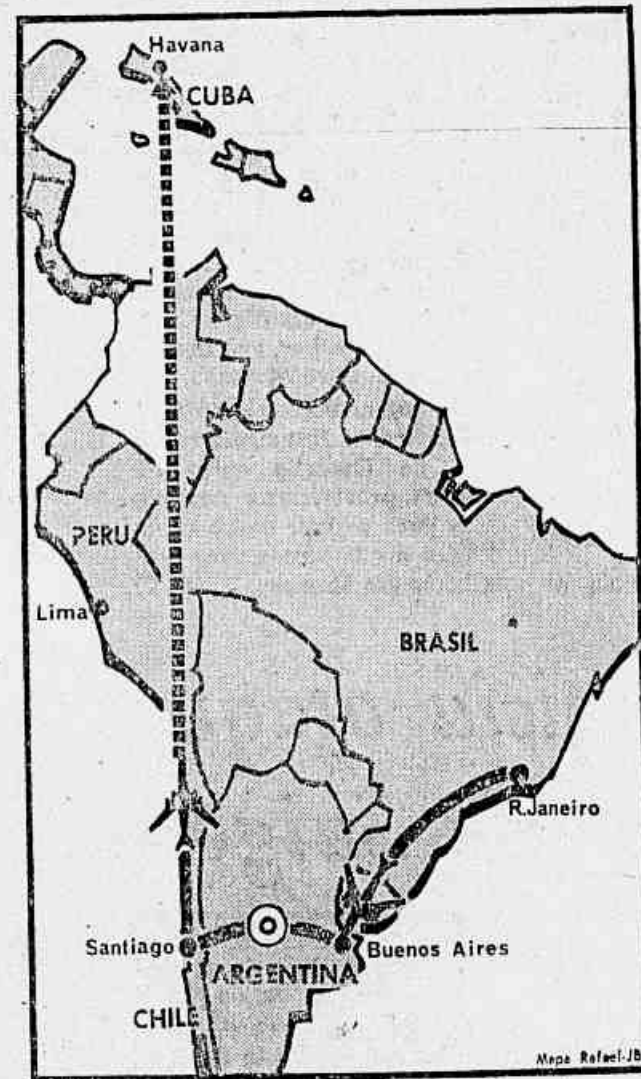 Havana
CUBA
PERU
Lima
BRASIL
R.Janeiro
Santiago
Buenos Aires
ARGENTINA
CHILE
Mapa Rafael-JB